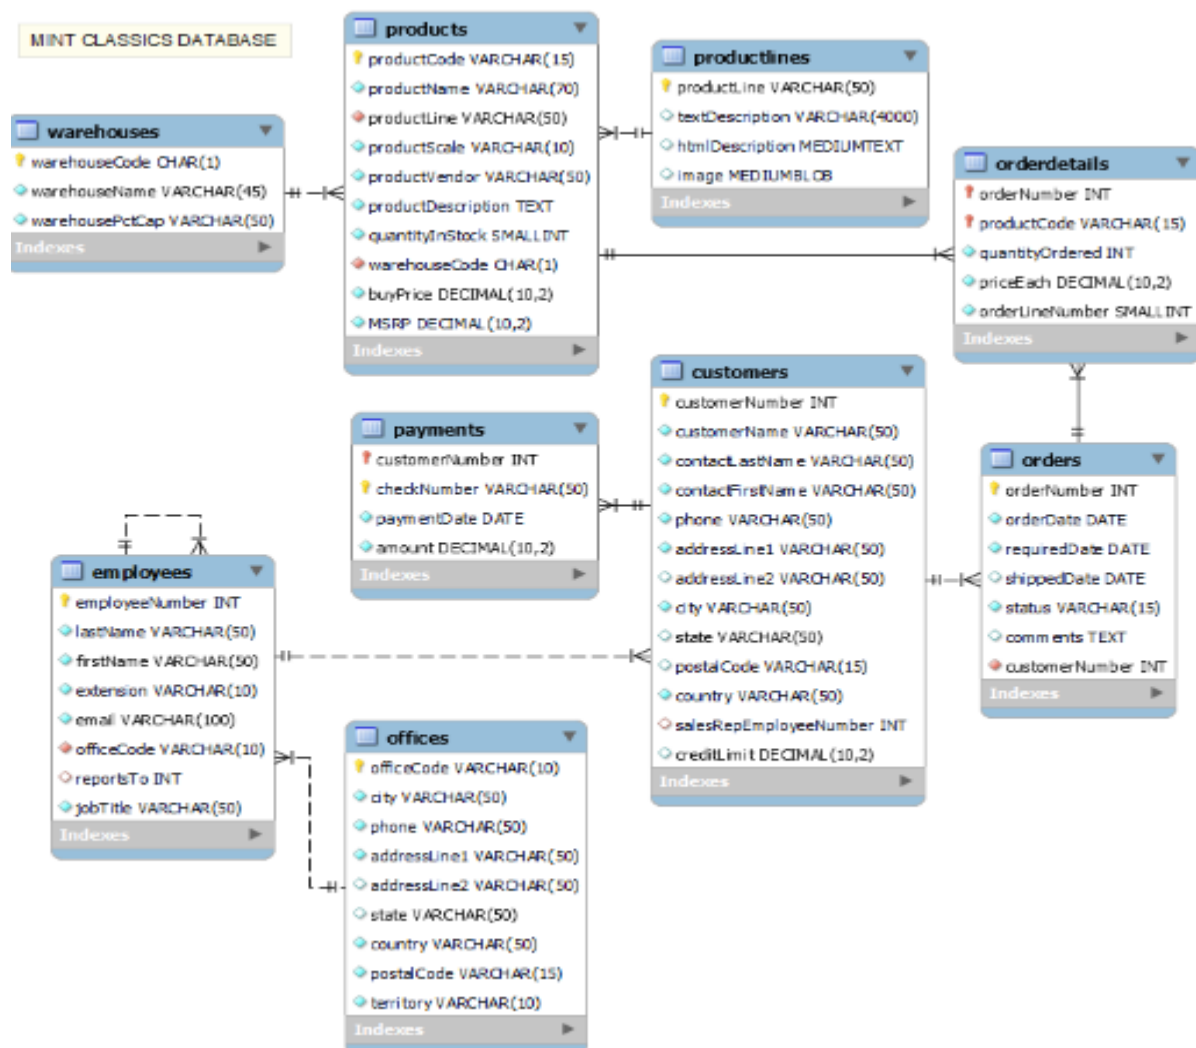 MINT CLASSICS DATABASE
products
productCode VARCHAR(15)
productName VARCHAR(70)
productLine VARCHAR(50)
productScale VARCHAR(10)
productVendor VARCHAR(50)
productDescription TEXT
quantityInStock SMALLINT
warehouseCode CHAR(1)
buyPrice DECIMAL(10,2)
MSRP DECIMAL(10,2)
Indexes
productlines
productLine VARCHAR(50)
textDescription VARCHAR(4000)
htmlDescription MEDIUMTEXT
image MEDIUMBLOB
Indexes
warehouses
warehouseCode CHAR(1)
warehouseName VARCHAR(45)
warehousePctCap VARCHAR(50)
Indexes
orderdetails
orderNumber INT
productCode VARCHAR(15)
quantityOrdered INT
priceEach DECIMAL(10,2)
orderLineNumber SMALLINT
Indexes
customers
customerNumber INT
customerName VARCHAR(50)
contactLastName VARCHAR(50)
contactFirstName VARCHAR(50)
phone VARCHAR(50)
addressLine1 VARCHAR(50)
addressLine2 VARCHAR(50)
city VARCHAR(50)
state VARCHAR(50)
postalCode VARCHAR(15)
country VARCHAR(50)
salesRepEmployeeNumber INT
creditLimit DECIMAL(10,2)
Indexes
payments
customerNumber INT
checkNumber VARCHAR(50)
paymentDate DATE
amount DECIMAL(10,2)
Indexes
orders
orderNumber INT
orderDate DATE
requiredDate DATE
shippedDate DATE
status VARCHAR(15)
comments TEXT
customerNumber INT
Indexes
employees
employeeNumber INT
lastName VARCHAR(50)
firstName VARCHAR(50)
extension VARCHAR(10)
email VARCHAR(100)
officeCode VARCHAR(10)
reportsTo INT
jobTitle VARCHAR(50)
Indexes
offices
officeCode VARCHAR(10)
city VARCHAR(50)
phone VARCHAR(50)
addressLine1 VARCHAR(50)
addressLine2 VARCHAR(50)
state VARCHAR(50)
country VARCHAR(50)
postalCode VARCHAR(15)
territory VARCHAR(10)
Indexes